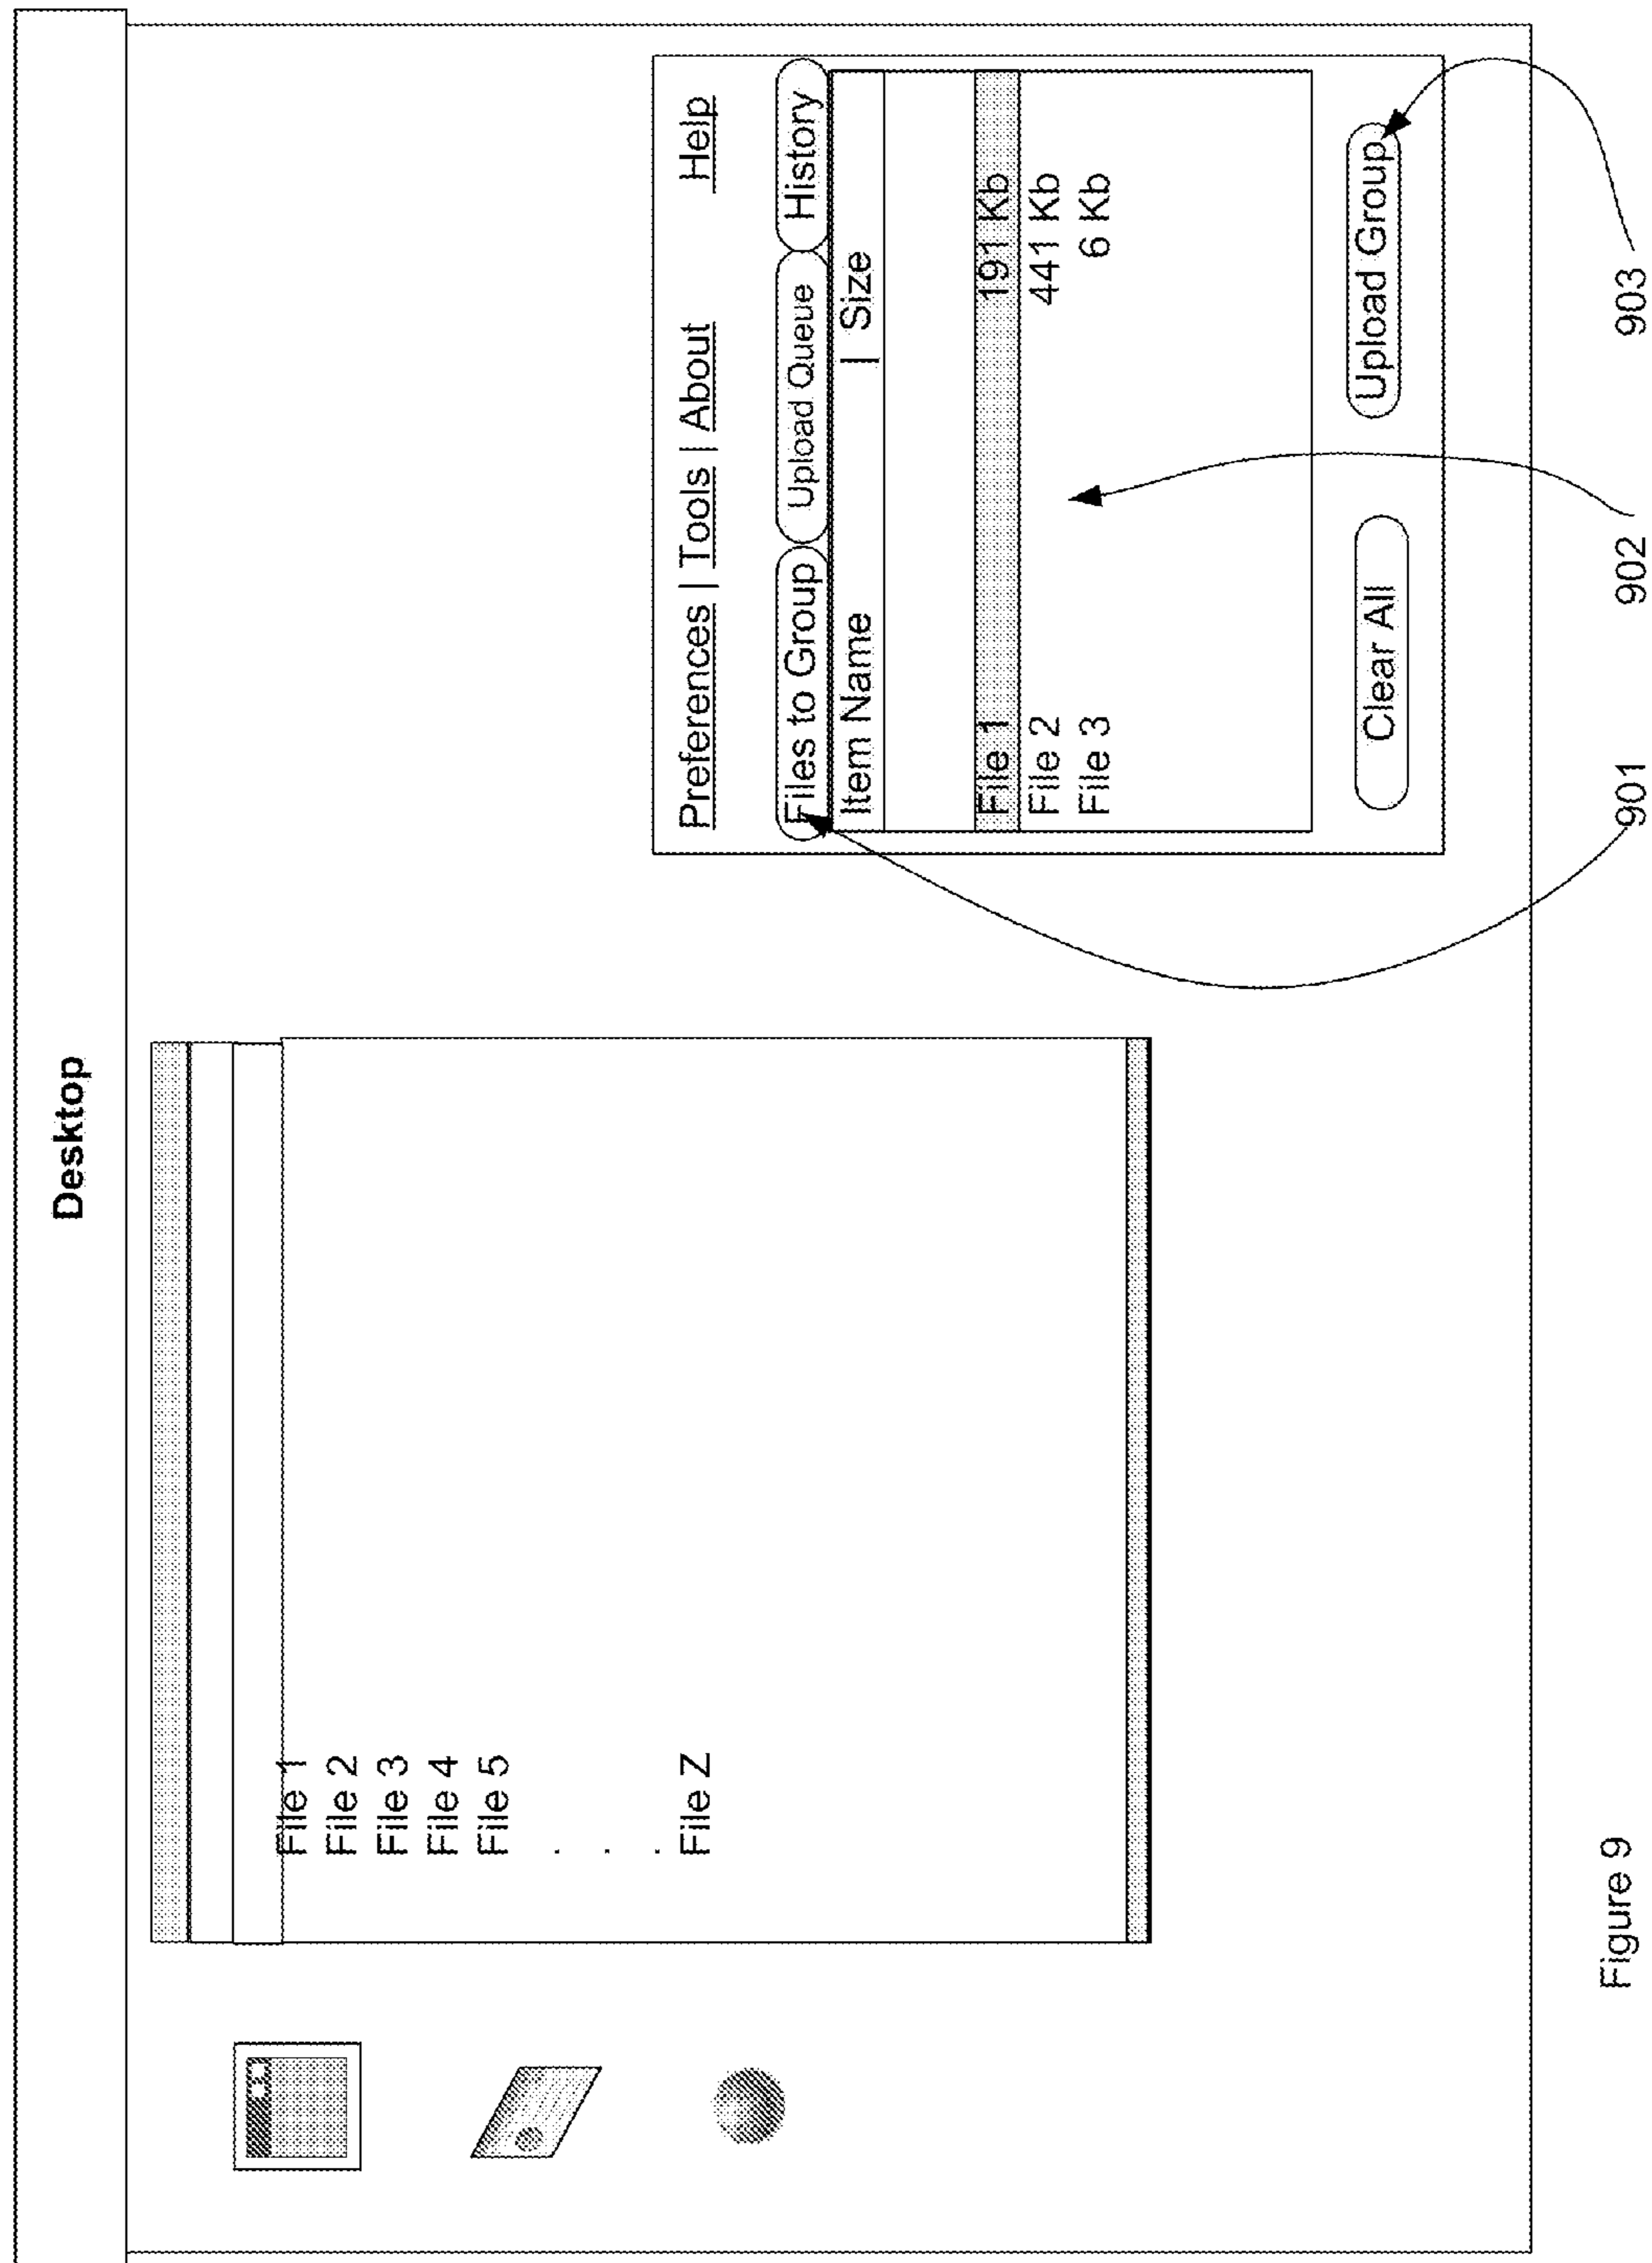 Desktop
File 1
File 2
File 3
File 4
File 5
.
.
.
File Z
Preferences | Tools | About Help
Files to Group Upload Queue History
Item Name | Size
File 1 191 Kb
File 2 441 Kb
File 3 6 Kb
Clear All Upload Group
901 902 903
Figure 9